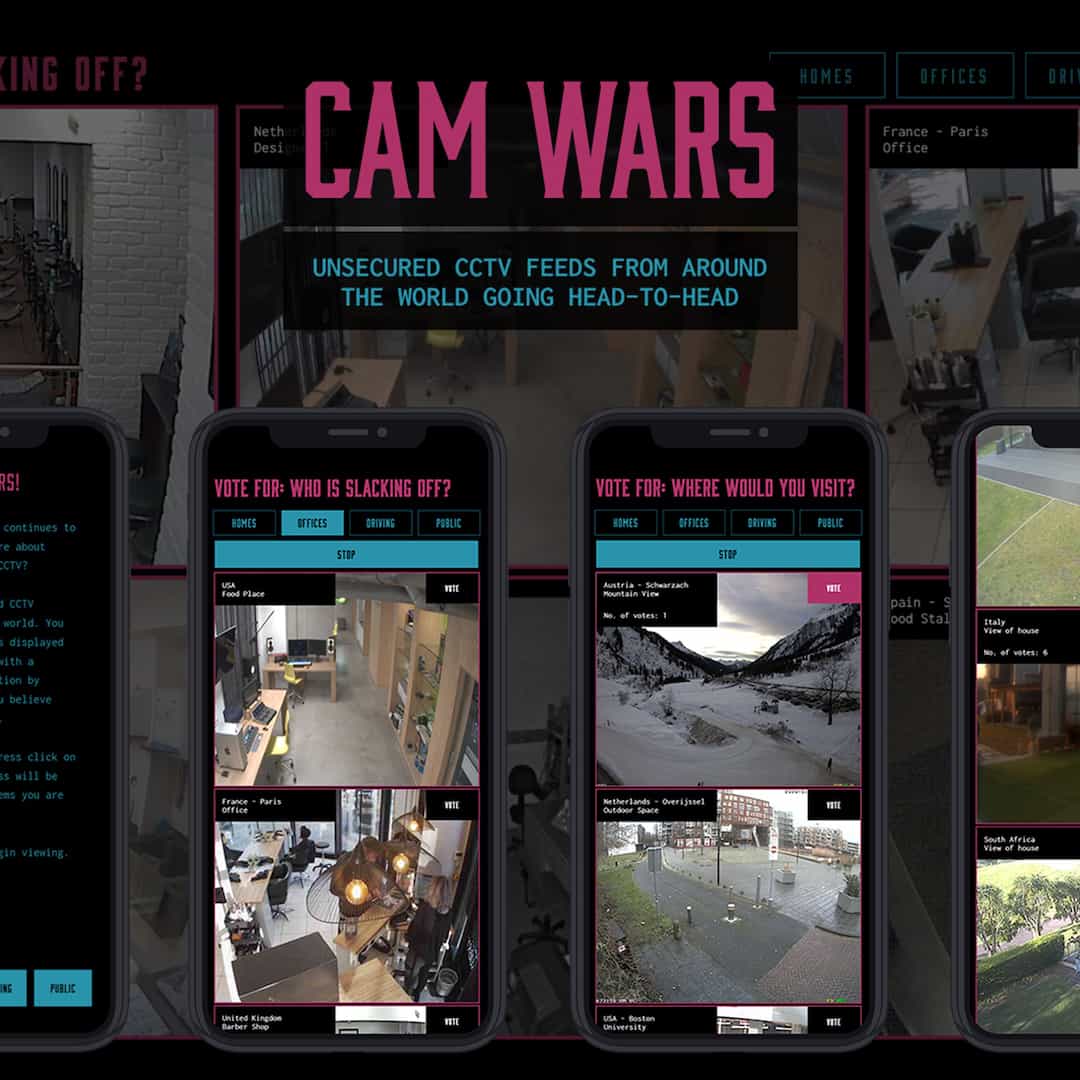 KING OFF?
HOMES
OFFICES
Neth
Desi
France - Paris
Office
CAM WARS
UNSECURED CCTV FEEDS FROM AROUND
THE WORLD GOING HEAD-TO-HEAD
RS!
continues to
re about
CCTV?
d CCTV
world. You
s displayed
with a
tion by
u believe
ress click on
ss will be
ems you are
gin viewing.
NG
PUBLIC
VOTE FOR: WHO IS SLACKING OFF?
HOMES
OFFICES
DRIVING
PUBLIC
STOP
USA
Food Place
VOTE
France - Paris
Office
VOTE
United Kingdom
Barber Shop
VOTE
VOTE FOR: WHERE WOULD YOU VISIT?
HOMES
OFFICES
DRIVING
PUBLIC
STOP
Austria - Schwarzach
Mountain View
No. of votes: 1
VOTE
Netherlands - Overijssel
Outdoor Space
VOTE
USA - Boston
University
VOTE
pain - S
ood Stal
Italy
View of house
No. of votes: 6
South Africa
View of house